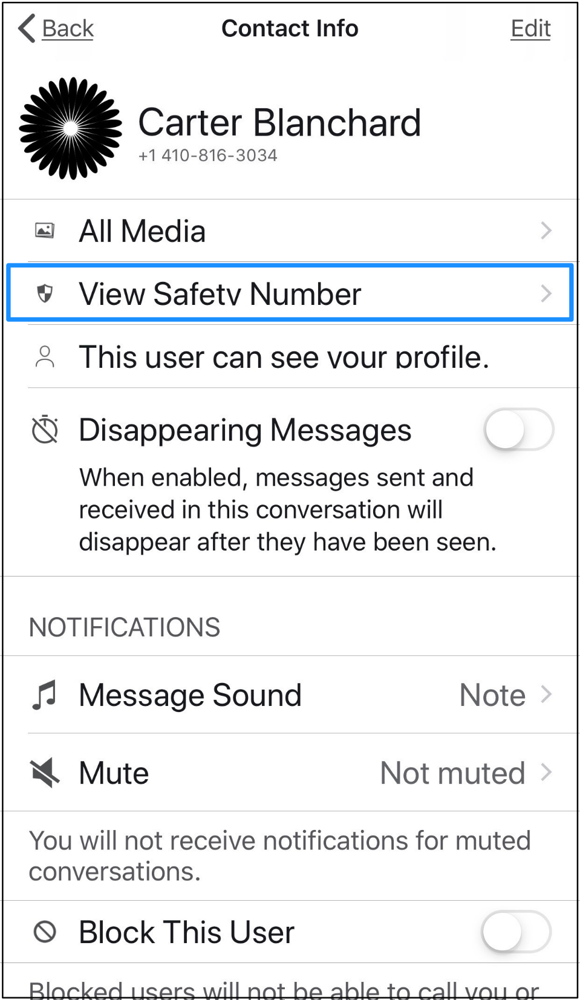 Back
Contact Info
Edit
Carter Blanchard
+1 410-816-3034
All Media
View Safety Number
This user can see your profile.
Disappearing Messages
When enabled, messages sent and
received in this conversation will
disappear after they have been seen.
NOTIFICATIONS
Message Sound
Note
Mute
Not muted
You will not receive notifications for muted
conversations.
Block This User
Blocked users will not be able to call you or